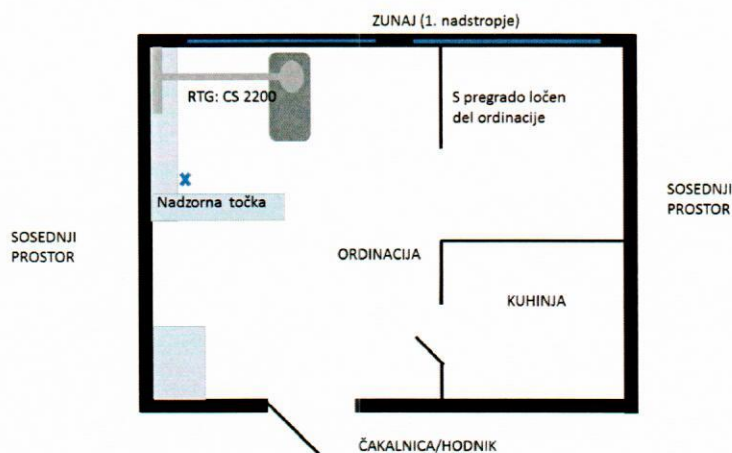 ZUNAJ (1. nadstropje)
RTG: CS 2200
S pregrado ločen
del ordinacije
Nadzorna točka
SOSEDNJI
PROSTOR
SOSEDNJI
PROSTOR
ORDINACIJA
KUHINJA
ČAKALNICA/HODNIK